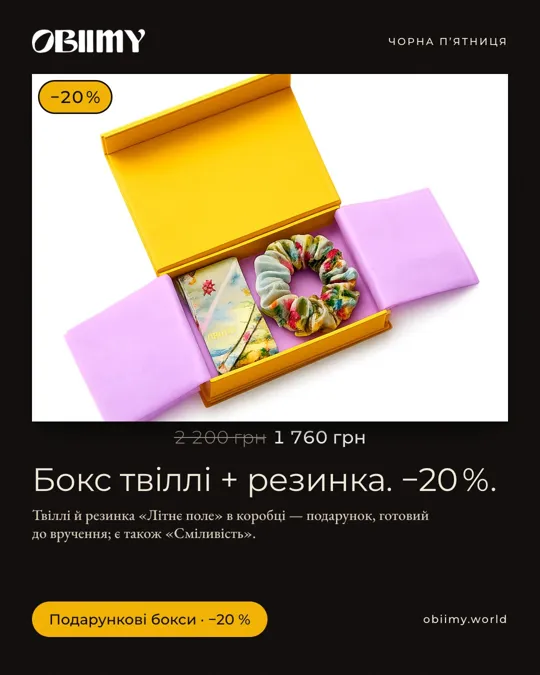 OBIIMY
ЧОРНА П'ЯТНИЦЯ
−20 %
2 200 грн 1 760 грн
Бокс твіллі + резинка. −20 %.
Твіллі й резинка «Літнє поле» в коробці — подарунок, готовий
до вручення; є також «Сміливість».
Подарункові бокси · −20 %
obiimy.world